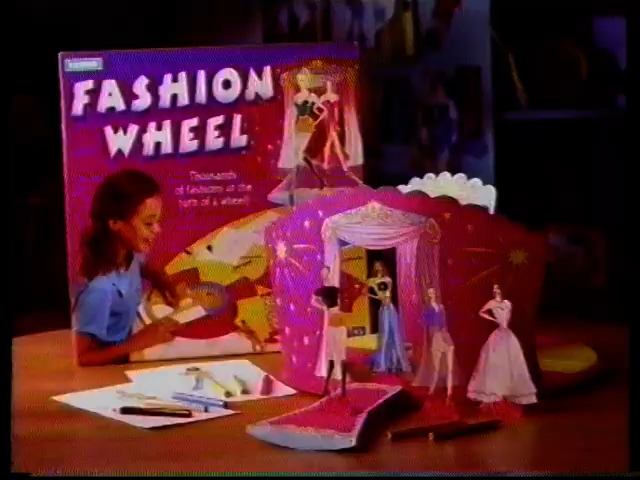 FASHION
WHEEL
Thousands
of fashions at the
turn of a wheel!